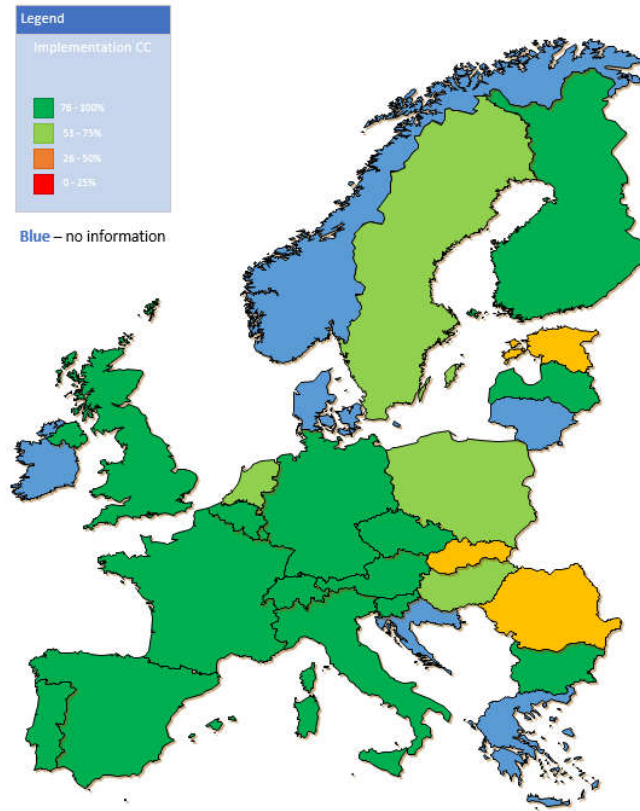 Legend
Implementation CC
76 - 100%
51 - 75%
26 - 50%
0 - 25%
Blue – no information